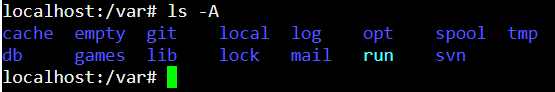 localhost:/var# ls -A
cache  empty  git    local  log   opt  spool  tmp
db     games  lib    lock   mail  run  svn
localhost:/var#